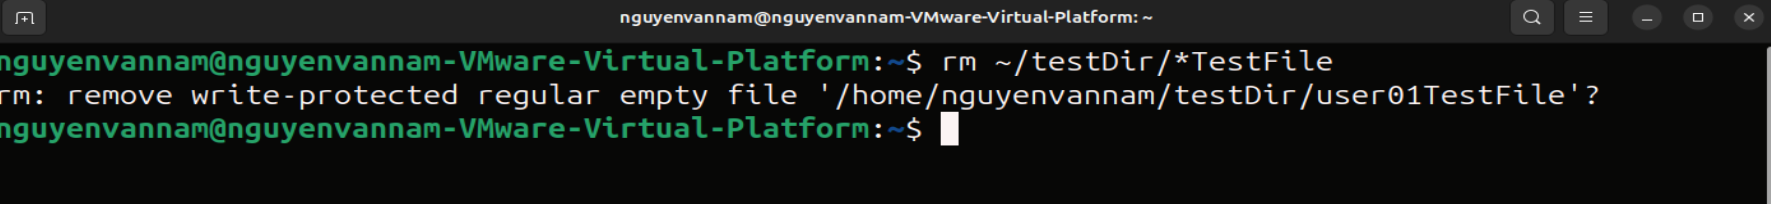 nguyenvannam@nguyenvannam-VMware-Virtual-Platform: ~
nguyenvannam@nguyenvannam-VMware-Virtual-Platform:~$ rm ~/testDir/*TestFile
rm: remove write-protected regular empty file '/home/nguyenvannam/testDir/user01TestFile'?
nguyenvannam@nguyenvannam-VMware-Virtual-Platform:~$